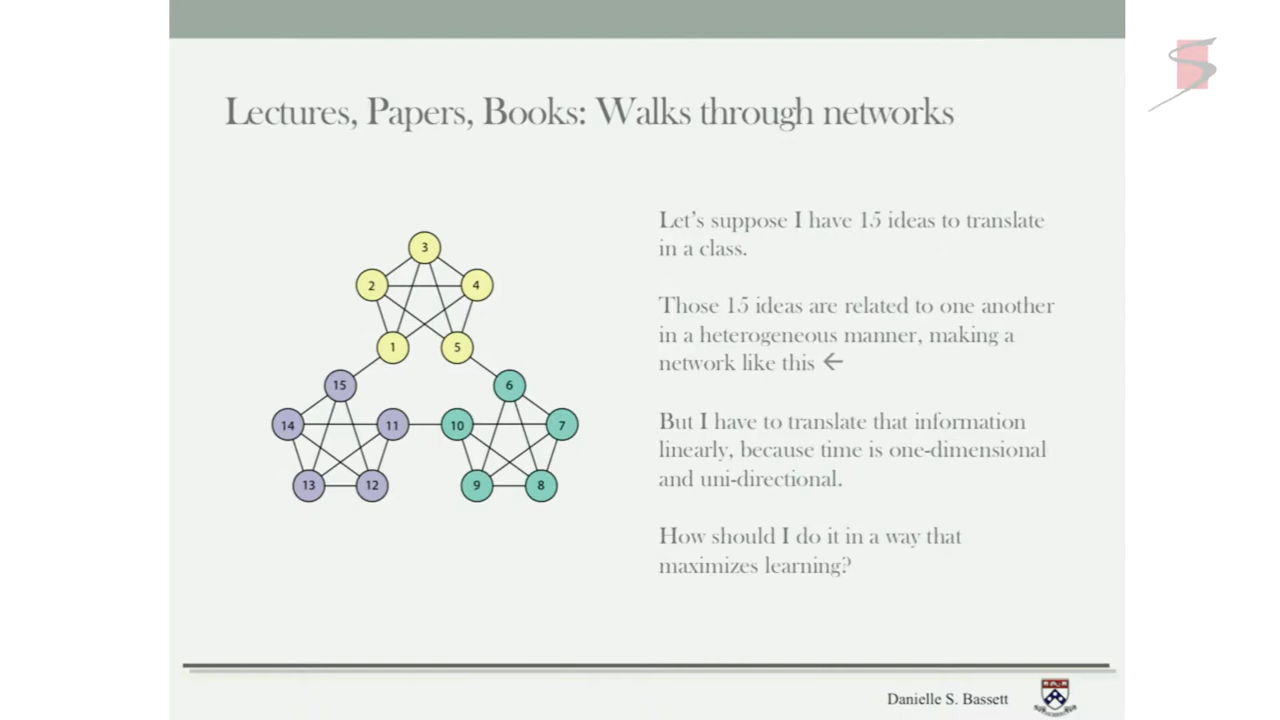 Lectures, Papers, Books: Walks through networks
3
2
4
1
5
15
6
14
11
10
7
13
12
9
8
Let's suppose I have 15 ideas to translate
in a class.
Those 15 ideas are related to one another
in a heterogeneous manner, making a
network like this ←
But I have to translate that information
linearly, because time is one-dimensional
and uni-directional.
How should I do it in a way that
maximizes learning?
Danielle S. Bassett
S